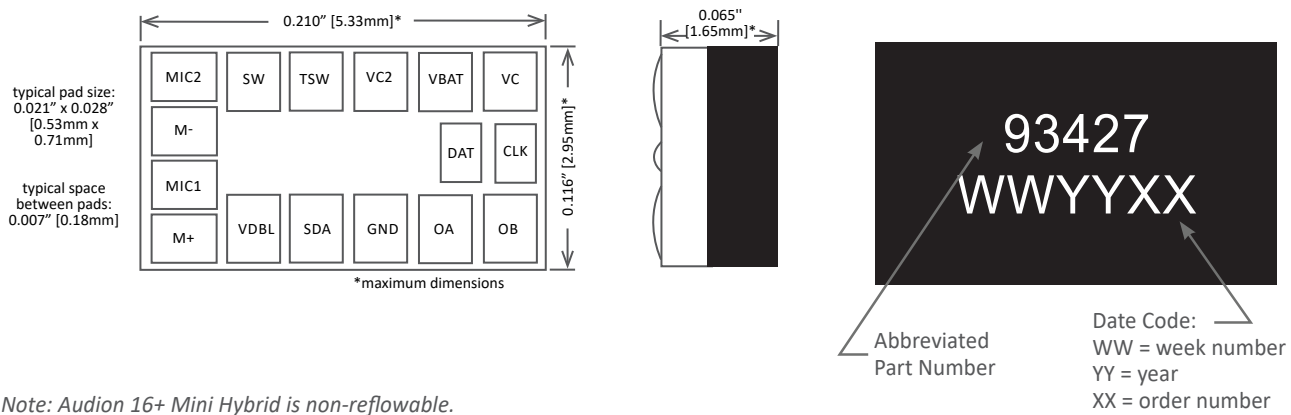 0.210″ [5.33mm]*
0.065"
[1.65mm]*
typical pad size:
0.021″ x 0.028″
[0.53mm x
0.71mm]
typical space
between pads:
0.007″ [0.18mm]
MIC2
SW
TSW
VC2
VBAT
VC
M-
DAT
CLK
MIC1
M+
VDBL
SDA
GND
OA
OB
0.116″ [2.95mm]*
*maximum dimensions
93427
WWYYXX
Abbreviated
Part Number
Date Code:
WW = week number
YY = year
XX = order number
Note: Audion 16+ Mini Hybrid is non-reflowable.